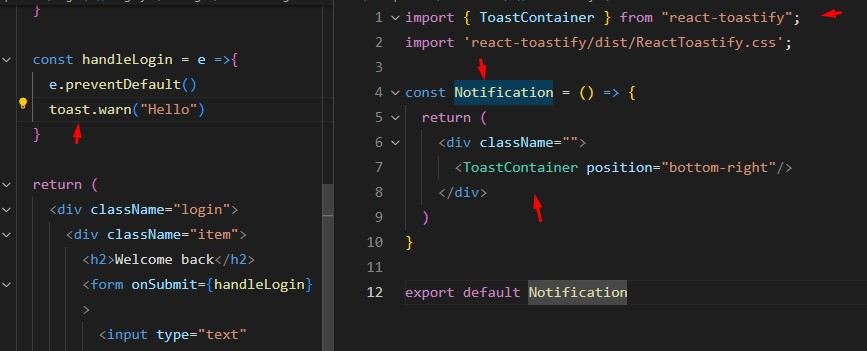 }
const handleLogin = e =>{
e.preventDefault()
toast.warn("Hello")
}
return (
<div className="login">
<div className="item">
<h2>Welcome back</h2>
<form onSubmit={handleLogin}
>
<input type="text"
1 import { ToastContainer } from "react-toastify";
2 import 'react-toastify/dist/ReactToastify.css';
3
4 const Notification = () => {
5 return (
6 <div className="">
7 <ToastContainer position="bottom-right"/>
8 </div>
9 )
10 }
11
12 export default Notification